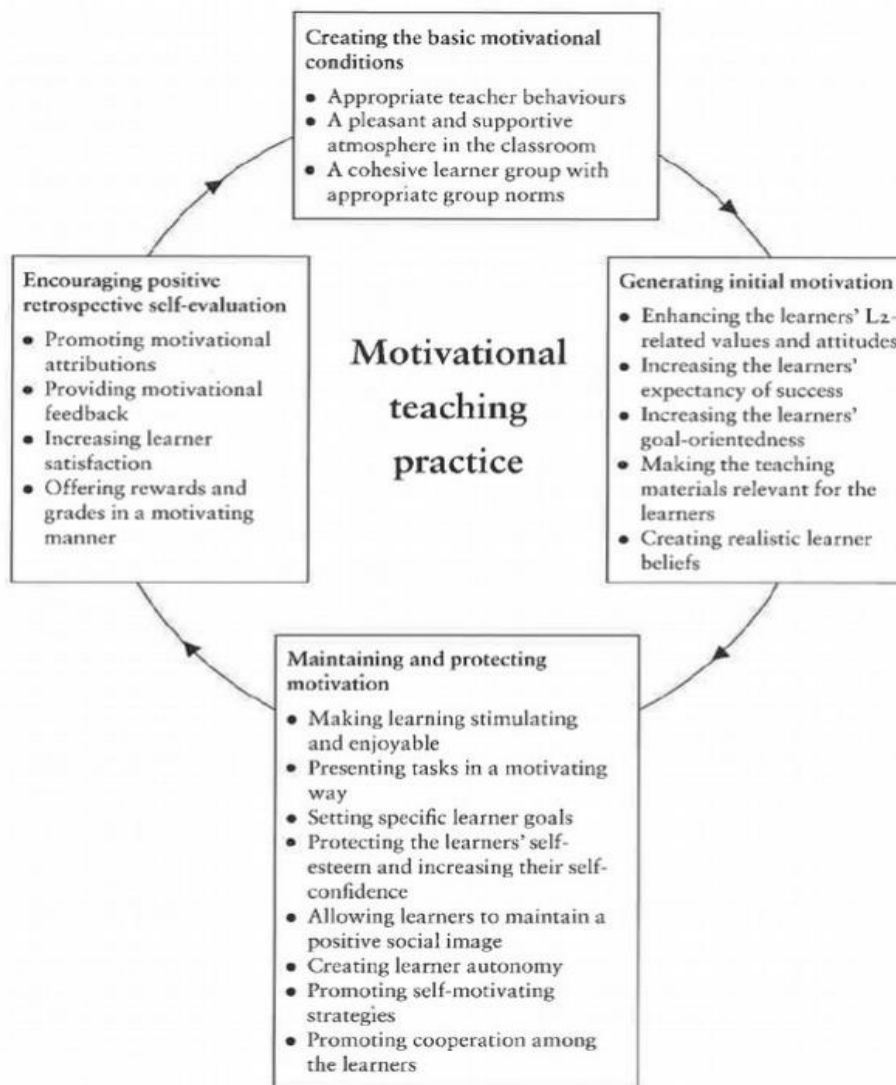 Creating the basic motivational
conditions
• Appropriate teacher behaviours
• A pleasant and supportive
atmosphere in the classroom
• A cohesive learner group with
appropriate group norms
Generating initial motivation
• Enhancing the learners' L2-
related values and attitudes
• Increasing the learners'
expectancy of success
• Increasing the learners'
goal-orientedness
• Making the teaching
materials relevant for the
learners
• Creating realistic learner
beliefs
Maintaining and protecting
motivation
• Making learning stimulating
and enjoyable
• Presenting tasks in a motivating
way
• Setting specific learner goals
• Protecting the learners' self-
esteem and increasing their self-
confidence
• Allowing learners to maintain a
positive social image
• Creating learner autonomy
• Promoting self-motivating
strategies
• Promoting cooperation among
the learners
Encouraging positive
retrospective self-evaluation
• Promoting motivational
attributions
• Providing motivational
feedback
• Increasing learner
satisfaction
• Offering rewards and
grades in a motivating
manner
Motivational
teaching
practice